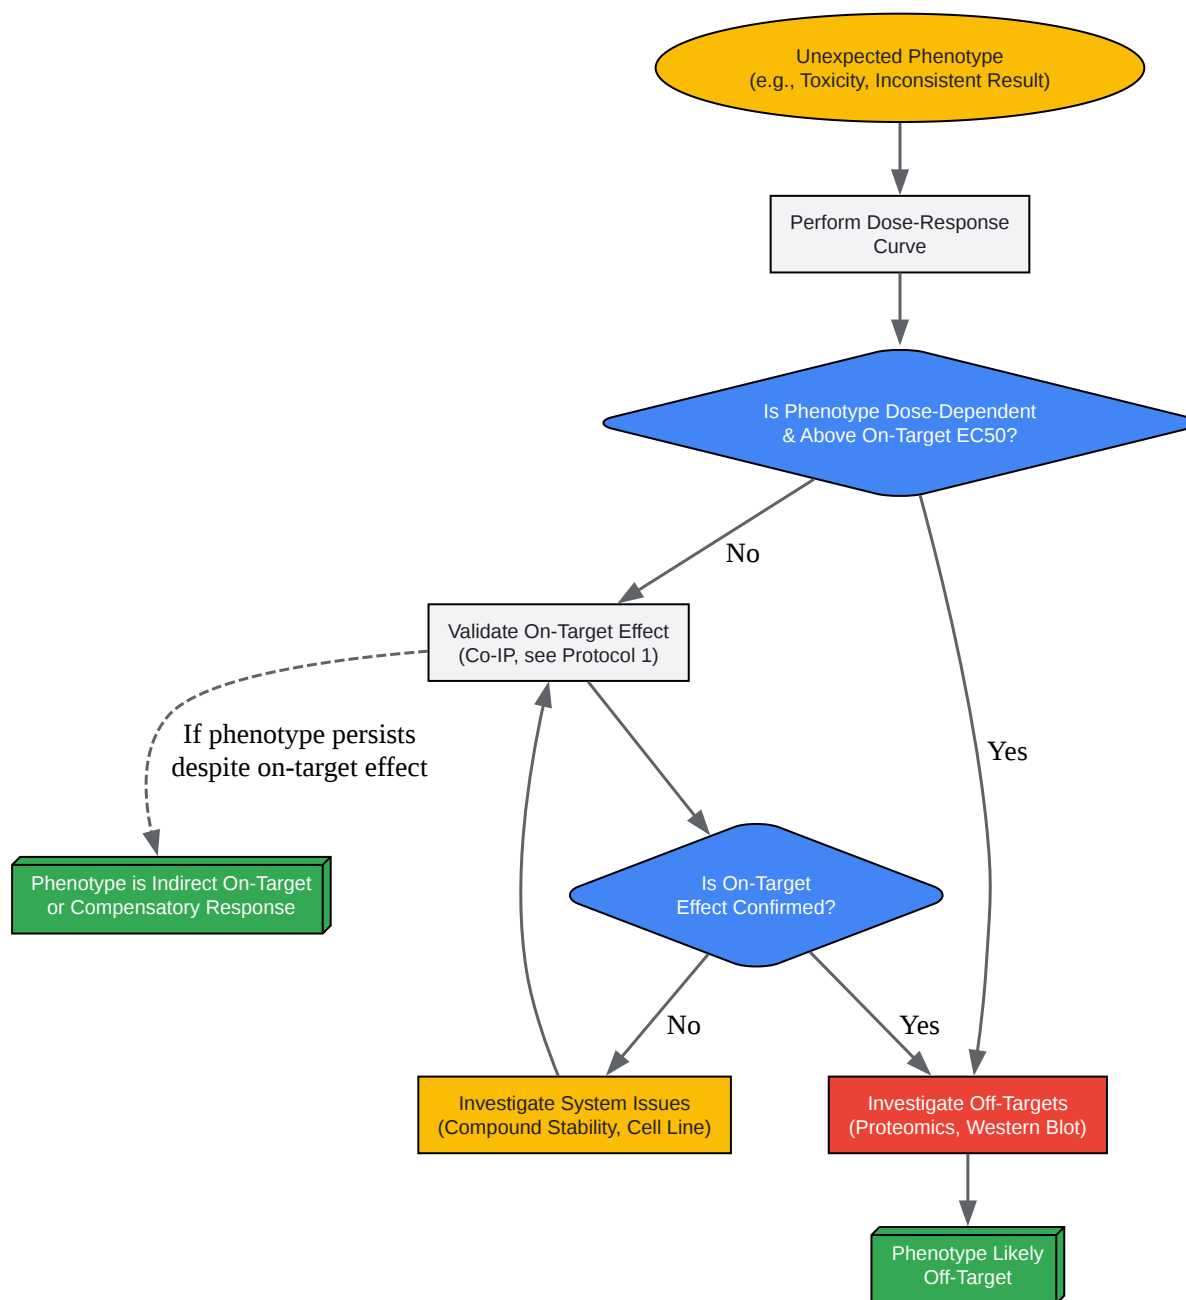 Unexpected Phenotype
(e.g., Toxicity, Inconsistent Result)
Perform Dose-Response
Curve
Is Phenotype Dose-Dependent
& Above On-Target EC50?
No
Yes
Validate On-Target Effect
(Co-IP, see Protocol 1)
If phenotype persists
despite on-target effect
Phenotype is Indirect On-Target
or Compensatory Response
Is On-Target
Effect Confirmed?
No
Yes
Investigate System Issues
(Compound Stability, Cell Line)
Investigate Off-Targets
(Proteomics, Western Blot)
Phenotype Likely
Off-Target